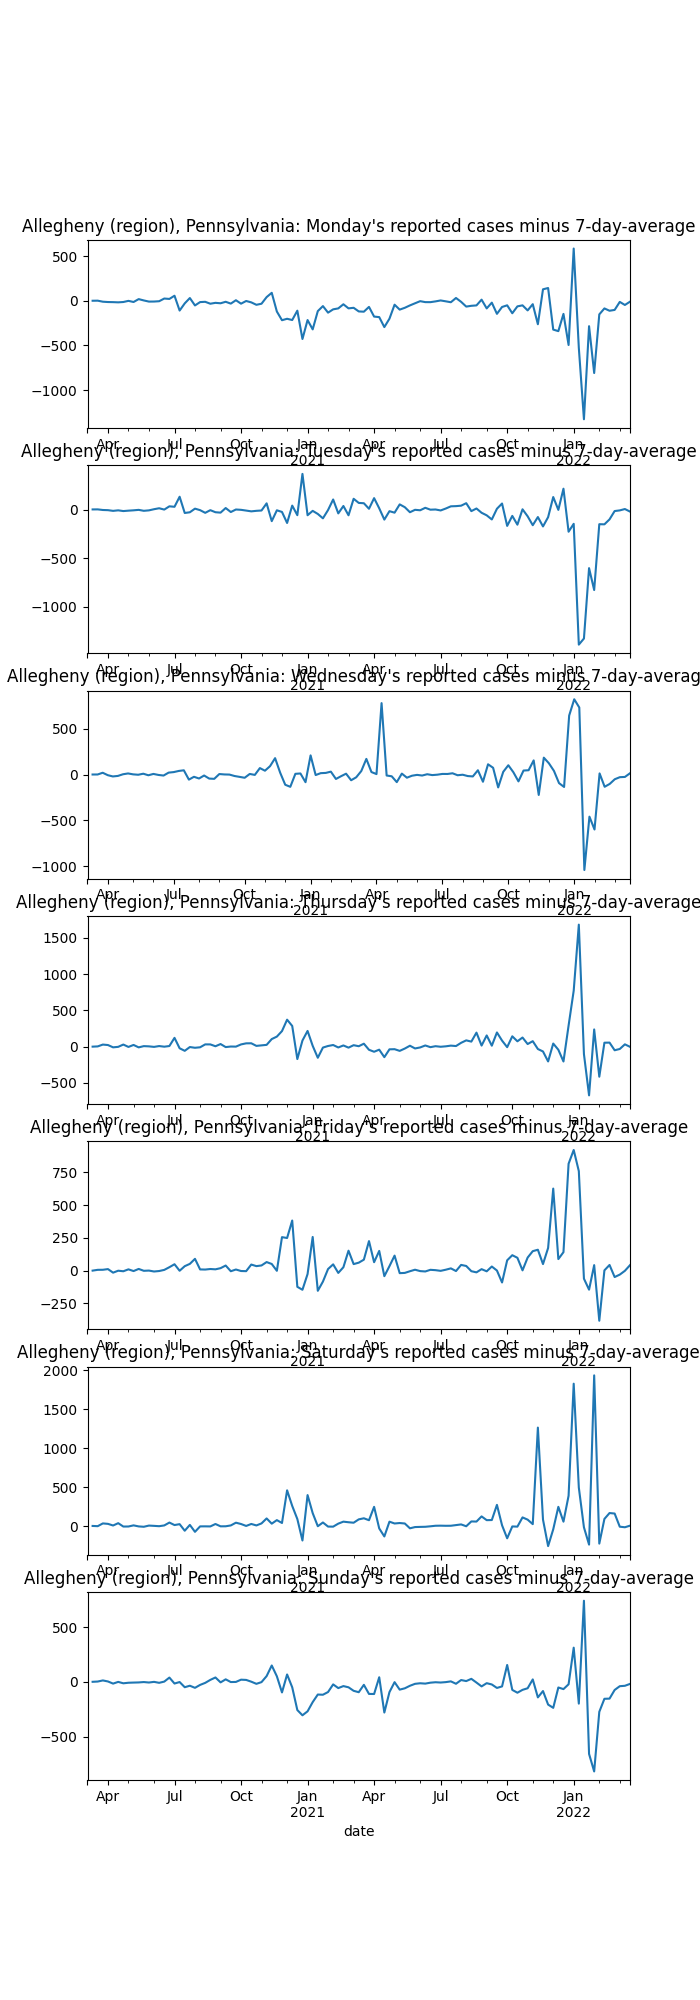 Allegheny (region), Pennsylvania: Monday's reported cases minus 7-day-average
500
0
−500
−1000
Apr Jul Oct Jan Apr Jul Oct Jan
2021 2022
Allegheny (region), Pennsylvania: Tuesday's reported cases minus 7-day-average
0
−500
−1000
Apr Jul Oct Jan Apr Jul Oct Jan
2021 2022
Allegheny (region), Pennsylvania: Wednesday's reported cases minus 7-day-averag
500
0
−500
−1000
Apr Jul Oct Jan Apr Jul Oct Jan
2021 2022
Allegheny (region), Pennsylvania: Thursday's reported cases minus 7-day-average
1500
1000
500
0
−500
Apr Jul Oct Jan Apr Jul Oct Jan
2021 2022
Allegheny (region), Pennsylvania: Friday's reported cases minus 7-day-average
750
500
250
0
−250
Apr Jul Oct Jan Apr Jul Oct Jan
2021 2022
Allegheny (region), Pennsylvania: Saturday's reported cases minus 7-day-average
2000
1500
1000
500
0
Apr Jul Oct Jan Apr Jul Oct Jan
2021 2022
Allegheny (region), Pennsylvania: Sunday's reported cases minus 7-day-average
500
0
−500
Apr Jul Oct Jan Apr Jul Oct Jan
2021 2022
date